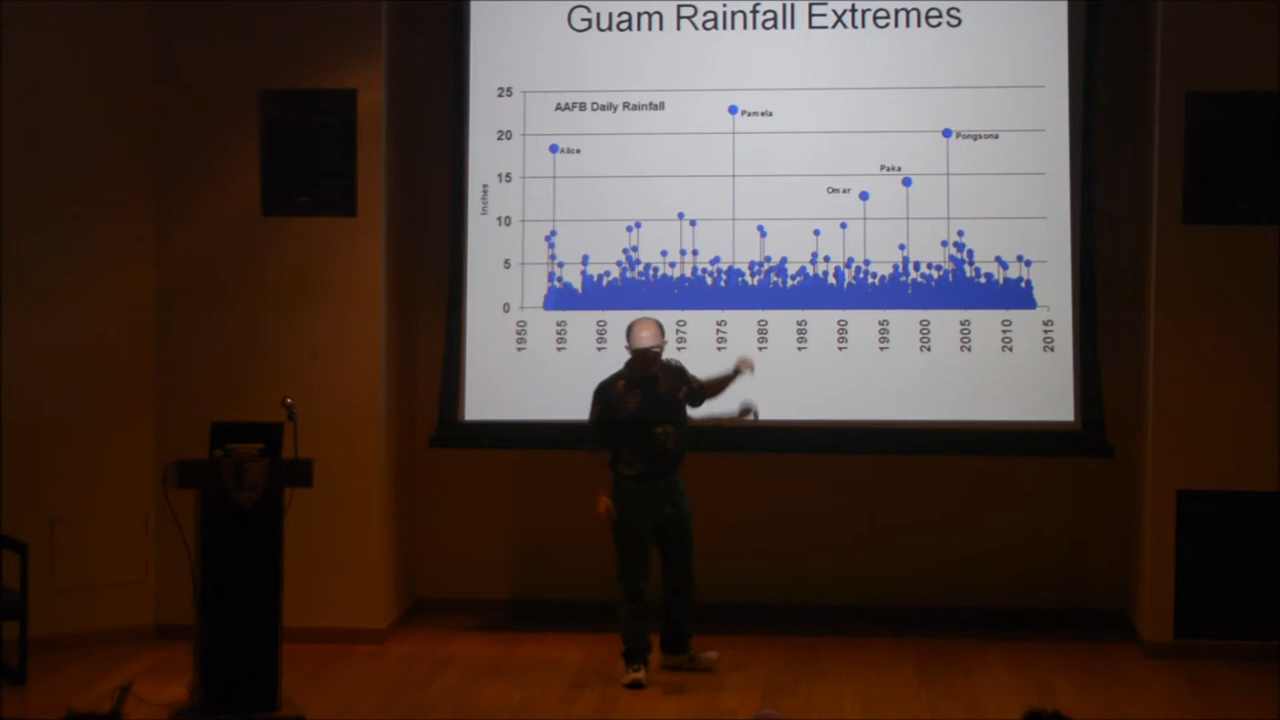 Guam Rainfall Extremes
25
AAFB Daily Rainfall
Pamela
20
Pongsona
Alice
Paka
15
Omar
Inches
10
5
0
1950
1955
1960
1970
1975
1980
1985
1990
1995
2000
2005
2010
2015